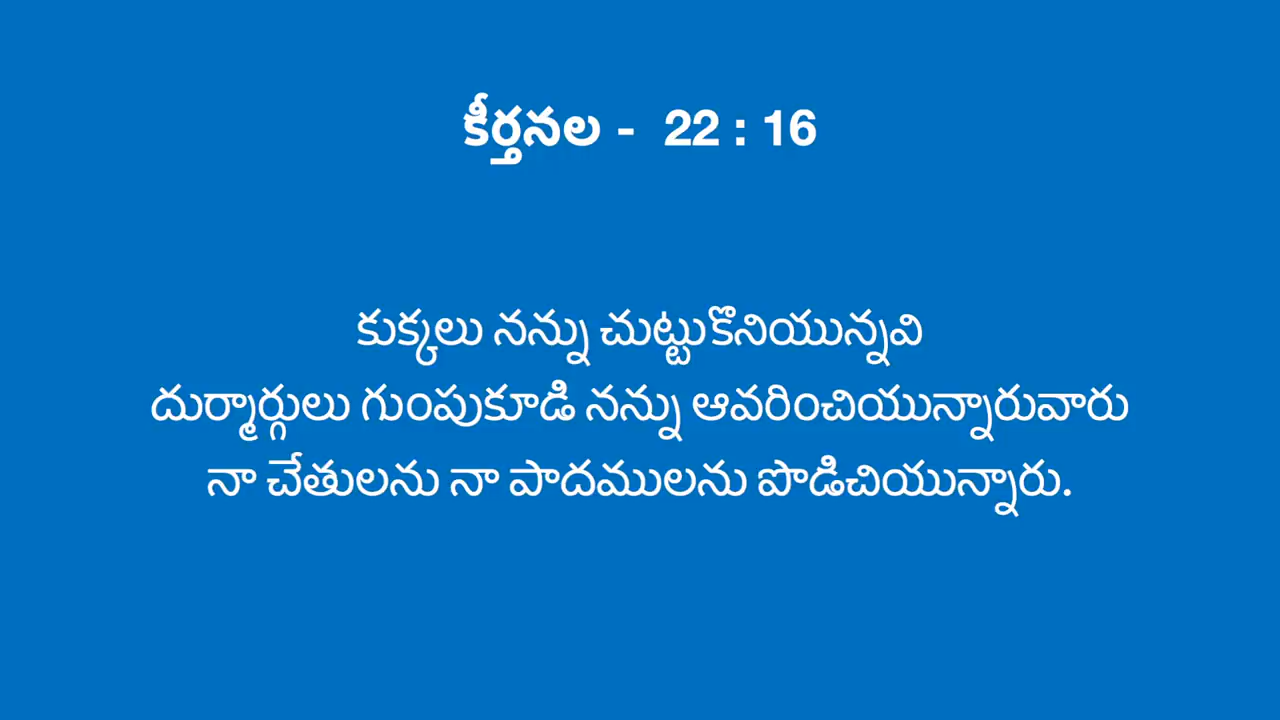 కీర్తనల - 22 : 16
కుక్కలు నన్ను చుట్టుకొనియున్నవి
దుర్మార్గులు గుంపుకూడి నన్ను ఆవరించియున్నారువారు
నా చేతులను నా పాదములను పొడిచియున్నారు.